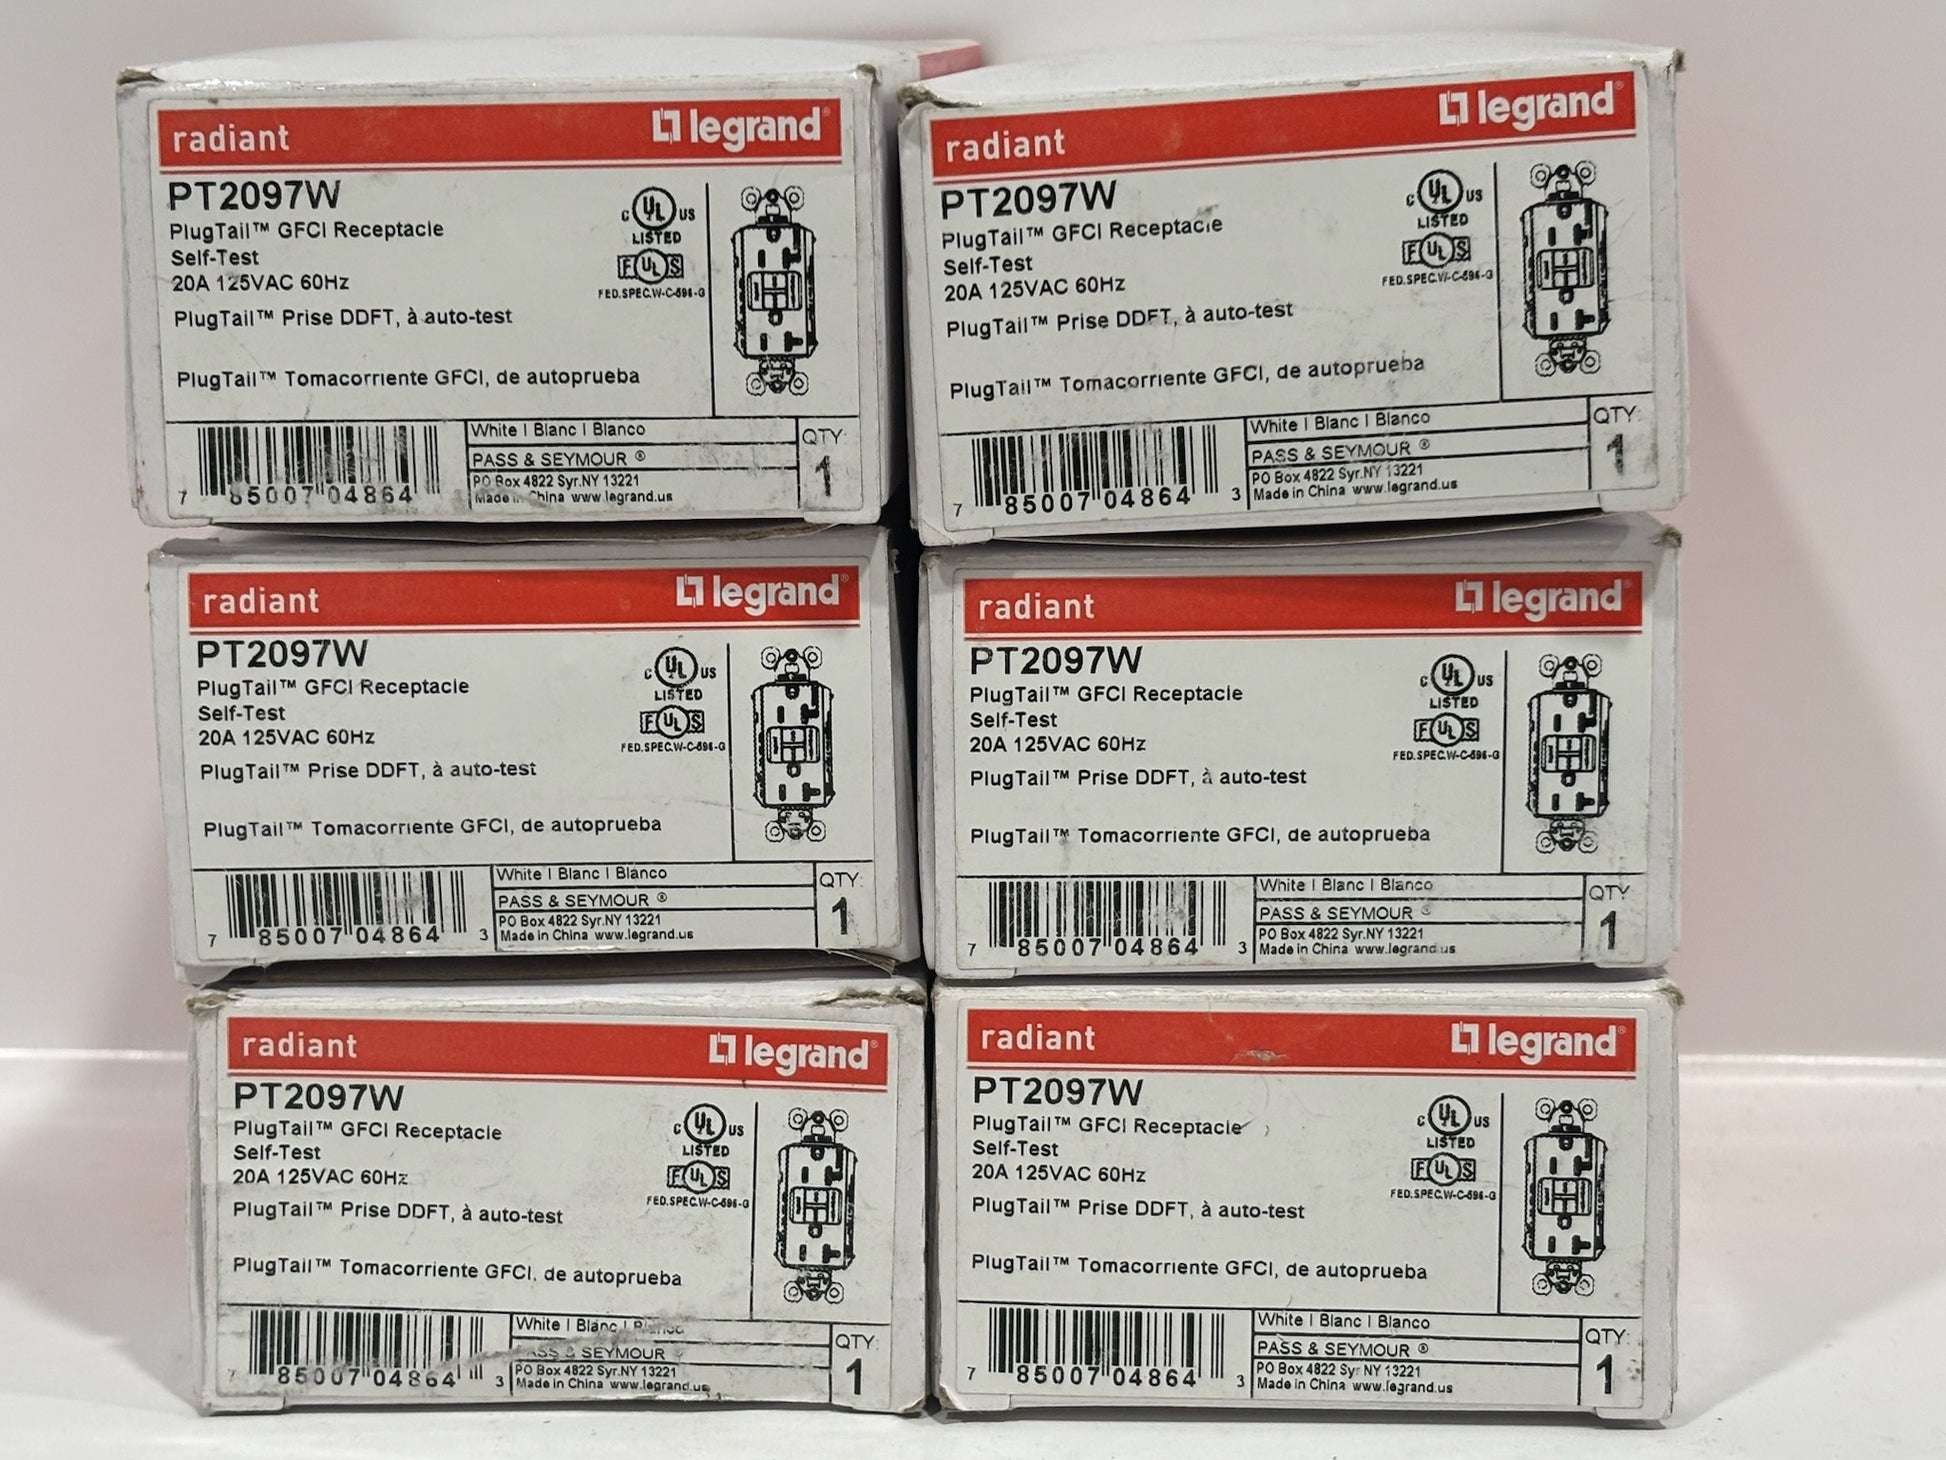 radiant legrand®
PT2097W
PlugTail™ GFCI Receptacle
Self-Test
20A 125VAC 60Hz
PlugTail™ Prise DDFT, à auto-test
PlugTail™ Tomacorriente GFCI, de autoprueba
C UL US
LISTED
F UL S
FED.SPEC.W-C-596-G
White | Blanc | Blanco
PASS & SEYMOUR ®
PO Box 4822 Syr.NY 13221
Made in China www.legrand.us
QTY:
1
7 85007 04864
radiant legrand®
PT2097W
PlugTail™ GFCI Receptacle
Self-Test
20A 125VAC 60Hz
PlugTail™ Prise DDFT, à auto-test
PlugTail™ Tomacorriente GFCI, de autoprueba
C UL US
LISTED
F UL S
FED.SPEC.W-C-596-G
White | Blanc | Blanco
PASS & SEYMOUR ®
PO Box 4822 Syr.NY 13221
Made in China www.legrand.us
QTY:
1
7 85007 04864 3
radiant legrand®
PT2097W
PlugTail™ GFCI Receptacle
Self-Test
20A 125VAC 60Hz
PlugTail™ Prise DDFT, à auto-test
PlugTail™ Tomacorriente GFCI, de autoprueba
C UL US
LISTED
F UL S
FED.SPEC.W-C-596-G
White | Blanc | Blanco
PASS & SEYMOUR ®
PO Box 4822 Syr.NY 13221
Made in China www.legrand.us
QTY:
1
7 85007 04864 3
radiant legrand®
PT2097W
PlugTail™ GFCI Receptacle
Self-Test
20A 125VAC 60Hz
PlugTail™ Prise DDFT, à auto-test
PlugTail™ Tomacorriente GFCI, de autoprueba
C UL US
LISTED
F UL S
FED.SPEC.W-C-596-G
White | Blanc | Blanco
PASS & SEYMOUR ®
PO Box 4822 Syr.NY 13221
Made in China www.legrand.us
QTY:
1
7 85007 04864 3
radiant legrand®
PT2097W
PlugTail™ GFCI Receptacle
Self-Test
20A 125VAC 60Hz
PlugTail™ Prise DDFT, à auto-test
PlugTail™ Tomacorriente GFCI, de autoprueba
C UL US
LISTED
F UL S
FED.SPEC.W-C-596-G
White | Blanc | Blanco
PASS & SEYMOUR
PO Box 4822 Syr.NY 13221
Made in China www.legrand.us
QTY:
1
7 85007 04864 3
radiant legrand®
PT2097W
PlugTail™ GFCI Receptacle
Self-Test
20A 125VAC 60Hz
PlugTail™ Prise DDFT, à auto-test
PlugTail™ Tomacorriente GFCI, de autoprueba
C UL US
LISTED
F UL S
FED.SPEC.W-C-596-G
White | Blanc | Blanco
PASS & SEYMOUR ®
PO Box 4822 Syr NY 13221
Made in China www.legrand.us
QTY:
1
7 85007 04864 3